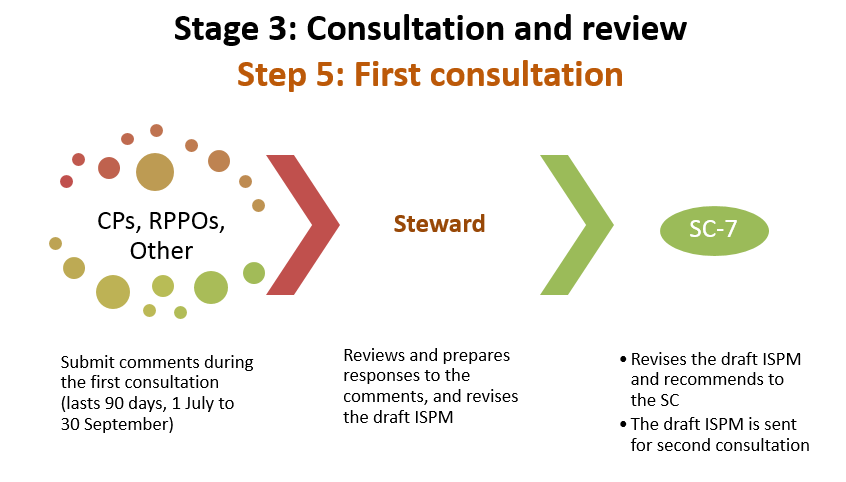 Stage 3: Consultation and review
Step 5: First consultation
CPs, RPPOs,
Other
Steward
SC-7
Submit comments during
the first consultation
(lasts 90 days, 1 July to
30 September)
Reviews and prepares
responses to the
comments, and revises
the draft ISPM
• Revises the draft ISPM
and recommends to
the SC
• The draft ISPM is sent
for second consultation